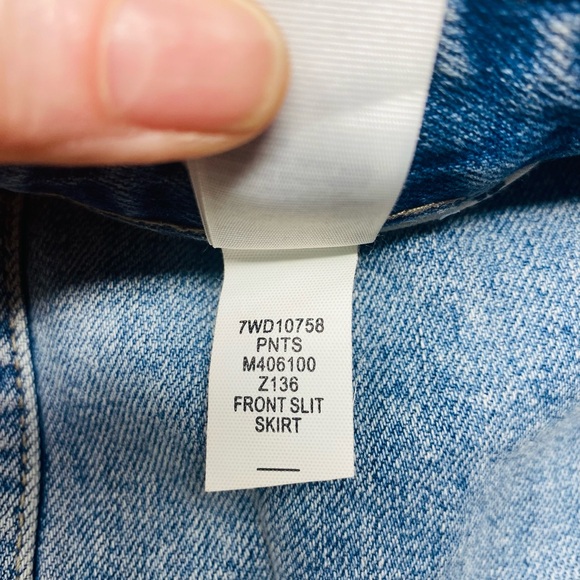 7WD10758
PNTS
M406100
Z136
FRONT SLIT
SKIRT